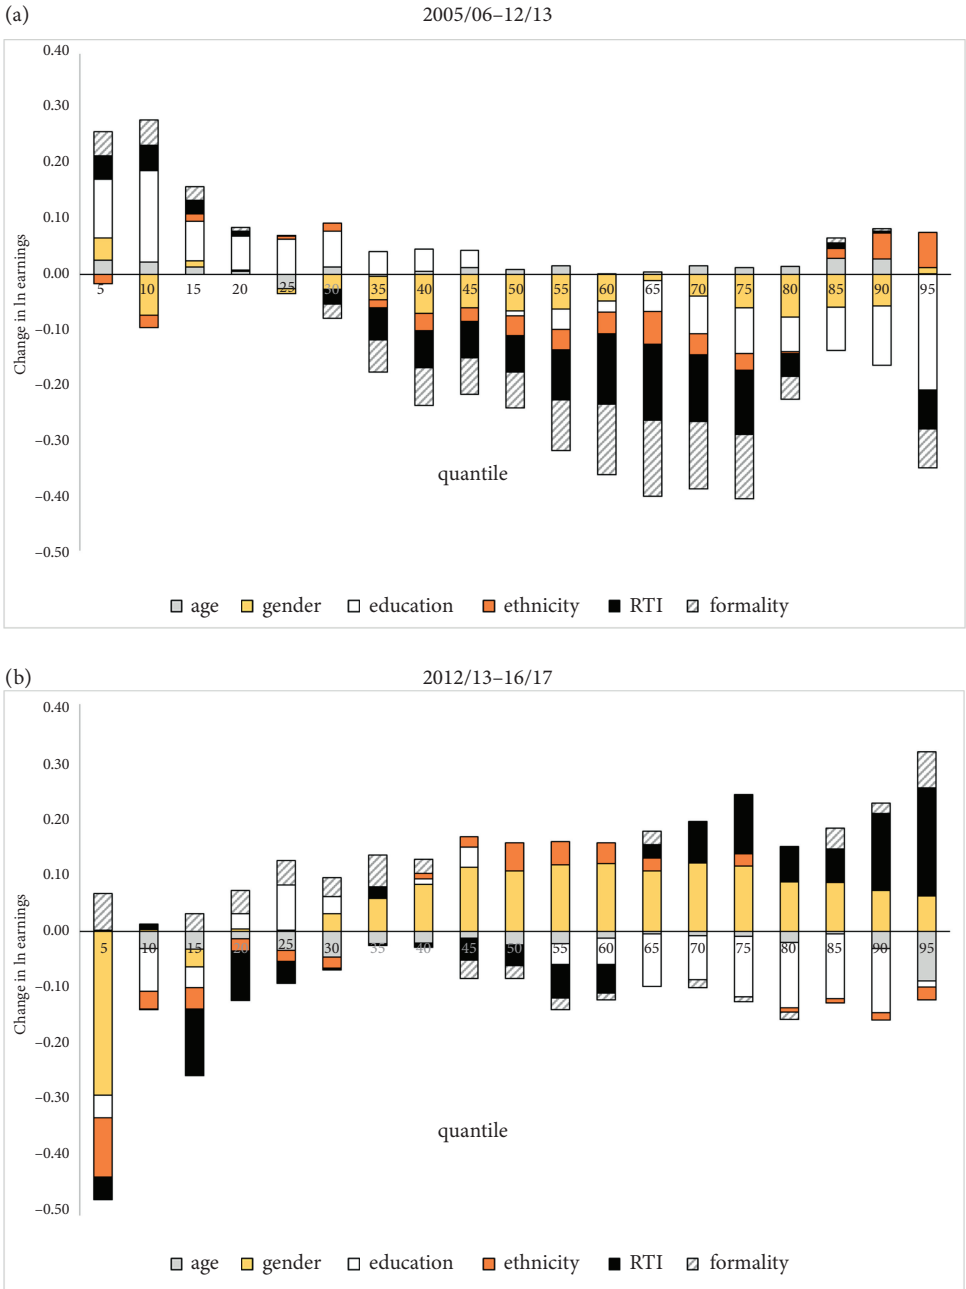 (a)
2005/06–12/13
0.40
0.30
0.20
0.10
0.00
–0.10
–0.20
–0.30
–0.40
–0.50
Change in ln earnings
5 10 15 20 25 30 35 40 45 50 55 60 65 70 75 80 85 90 95
quantile
age gender education ethnicity RTI formality
(b)
2012/13–16/17
0.40
0.30
0.20
0.10
0.00
–0.10
–0.20
–0.30
–0.40
–0.50
Change in ln earnings
5 10 15 20 25 30 35 40 45 50 55 60 65 70 75 80 85 90 95
quantile
age gender education ethnicity RTI formality